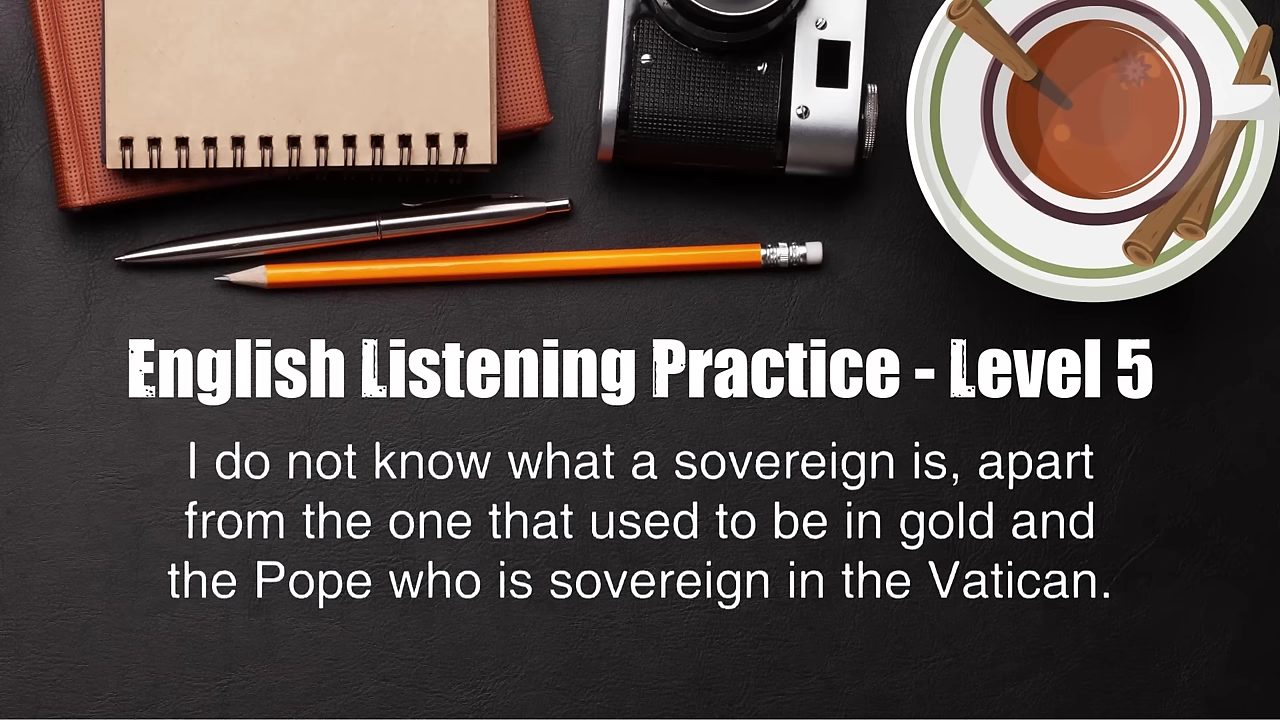 English Listening Practice - Level 5
I do not know what a sovereign is, apart
from the one that used to be in gold and
the Pope who is sovereign in the Vatican.